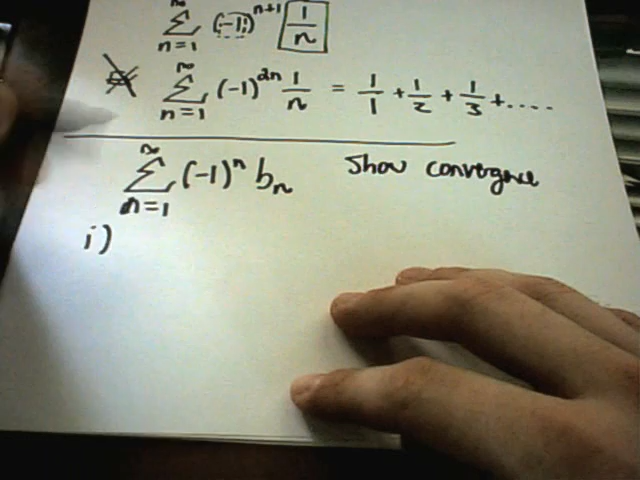 ∞
∑ (-1)^{n+1} 1/n
n=1
∞
∑ (-1)^{2n} 1/n = 1/1 + 1/2 + 1/3 + ....
n=1
∞
∑ (-1)^n b_n Show convergence
n=1
i)